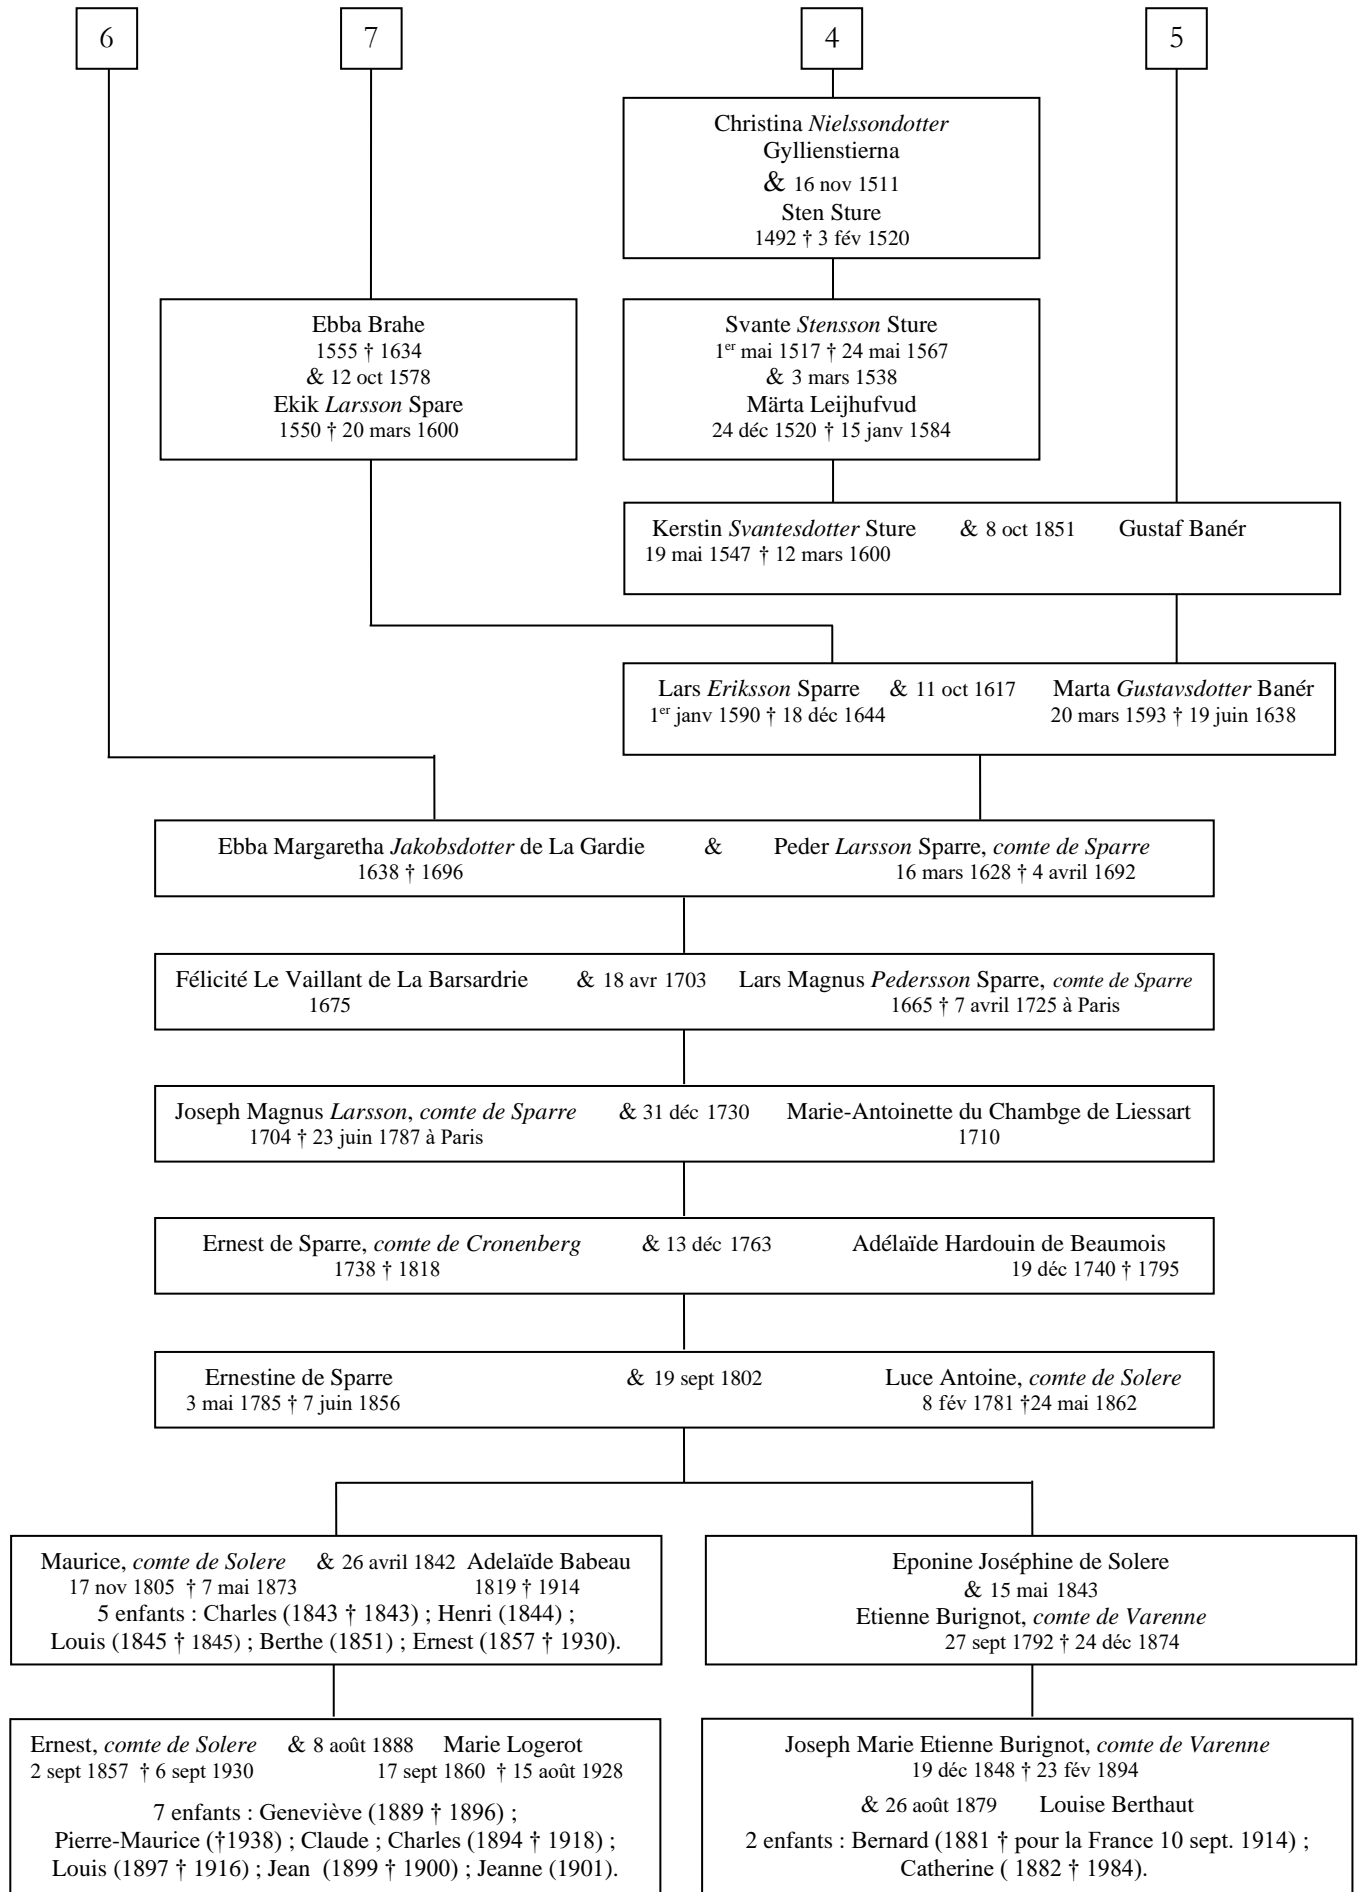 6
7
4
5
Christina Nielssondotter
Gyllienstierna
& 16 nov 1511
Sten Sture
1492 † 3 fév 1520
Ebba Brahe
1555 † 1634
& 12 oct 1578
Ekik Larsson Spare
1550 † 20 mars 1600
Svante Stensson Sture
1er mai 1517 † 24 mai 1567
& 3 mars 1538
Märta Leijhufvud
24 déc 1520 † 15 janv 1584
Kerstin Svantesdotter Sture & 8 oct 1851 Gustaf Banér
19 mai 1547 † 12 mars 1600
Lars Eriksson Sparre & 11 oct 1617 Marta Gustavsdotter Banér
1er janv 1590 † 18 déc 1644 20 mars 1593 † 19 juin 1638
Ebba Margaretha Jakobsdotter de La Gardie & Peder Larsson Sparre, comte de Sparre
1638 † 1696 16 mars 1628 † 4 avril 1692
Félicité Le Vaillant de La Barsardrie & 18 avr 1703 Lars Magnus Pedersson Sparre, comte de Sparre
1675 1665 † 7 avril 1725 à Paris
Joseph Magnus Larsson, comte de Sparre & 31 déc 1730 Marie-Antoinette du Chambge de Liessart
1704 † 23 juin 1787 à Paris 1710
Ernest de Sparre, comte de Cronenberg & 13 déc 1763 Adélaïde Hardouin de Beaumois
1738 † 1818 19 déc 1740 † 1795
Ernestine de Sparre & 19 sept 1802 Luce Antoine, comte de Solere
3 mai 1785 † 7 juin 1856 8 fév 1781 †24 mai 1862
Maurice, comte de Solere & 26 avril 1842 Adelaïde Babeau
17 nov 1805 † 7 mai 1873 1819 † 1914
5 enfants : Charles (1843 † 1843) ; Henri (1844) ;
Louis (1845 † 1845) ; Berthe (1851) ; Ernest (1857 † 1930).
Eponine Joséphine de Solere
& 15 mai 1843
Etienne Burignot, comte de Varenne
27 sept 1792 † 24 déc 1874
Ernest, comte de Solere & 8 août 1888 Marie Logerot
2 sept 1857 † 6 sept 1930 17 sept 1860 † 15 août 1928
7 enfants : Geneviève (1889 † 1896) ;
Pierre-Maurice (†1938) ; Claude ; Charles (1894 † 1918) ;
Louis (1897 † 1916) ; Jean (1899 † 1900) ; Jeanne (1901).
Joseph Marie Etienne Burignot, comte de Varenne
19 déc 1848 † 23 fév 1894
& 26 août 1879 Louise Berthaut
2 enfants : Bernard (1881 † pour la France 10 sept. 1914) ;
Catherine ( 1882 † 1984).